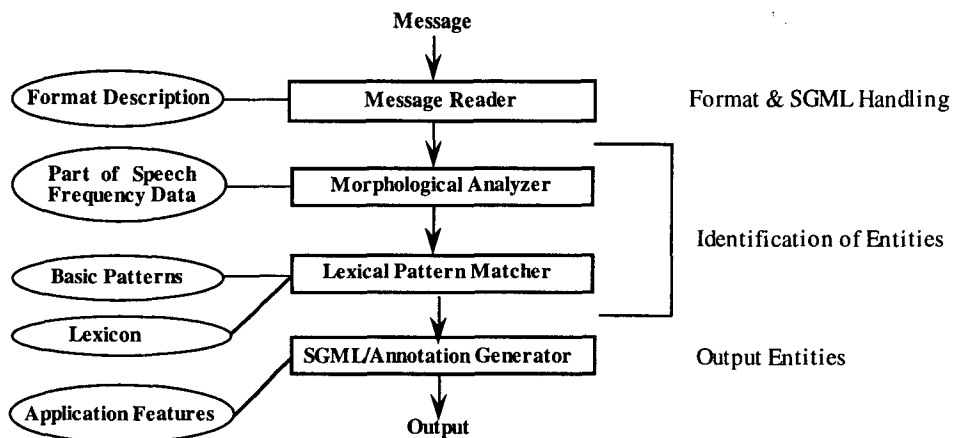 Message
Format Description
Message Reader
Format & SGML Handling
Part of Speech
Frequency Data
Morphological Analyzer
Identification of Entities
Basic Patterns
Lexical Pattern Matcher
Lexicon
SGML/Annotation Generator
Output Entities
Application Features
Output